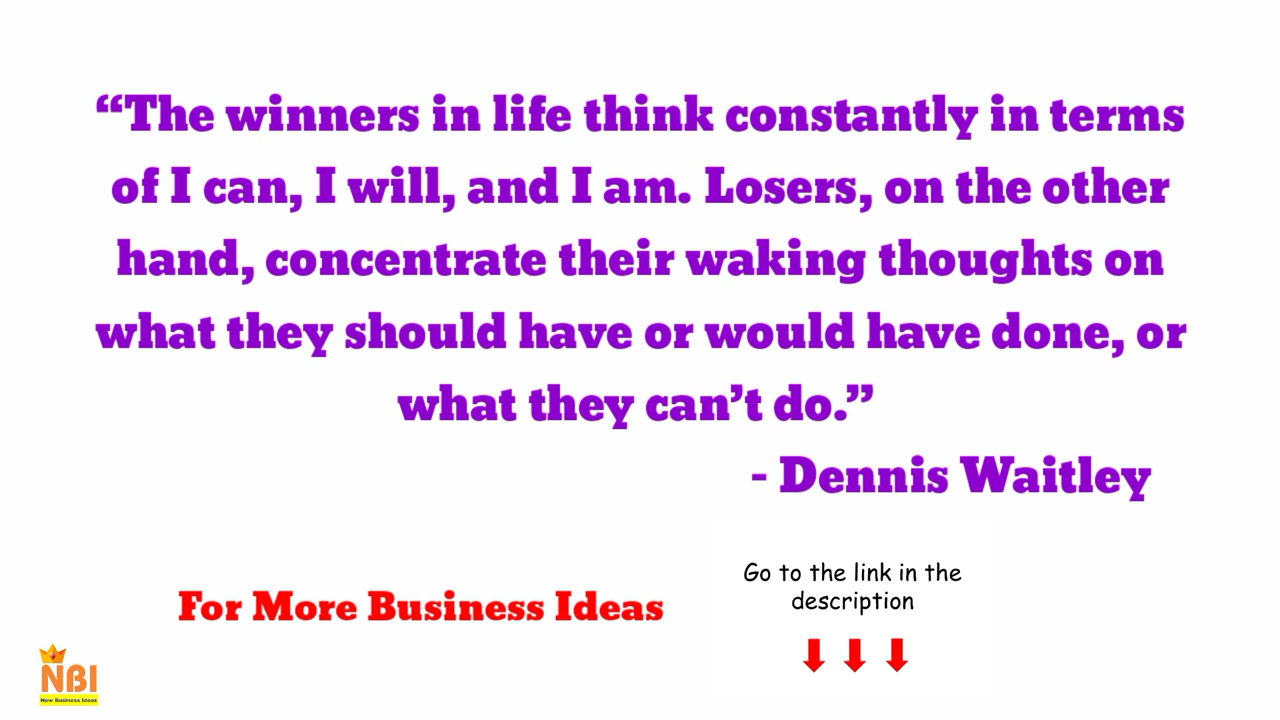 “The winners in life think constantly in terms
of I can, I will, and I am. Losers, on the other
hand, concentrate their waking thoughts on
what they should have or would have done, or
what they can’t do.”
- Dennis Waitley
Go to the link in the
description
For More Business Ideas
NBI
New Business Ideas